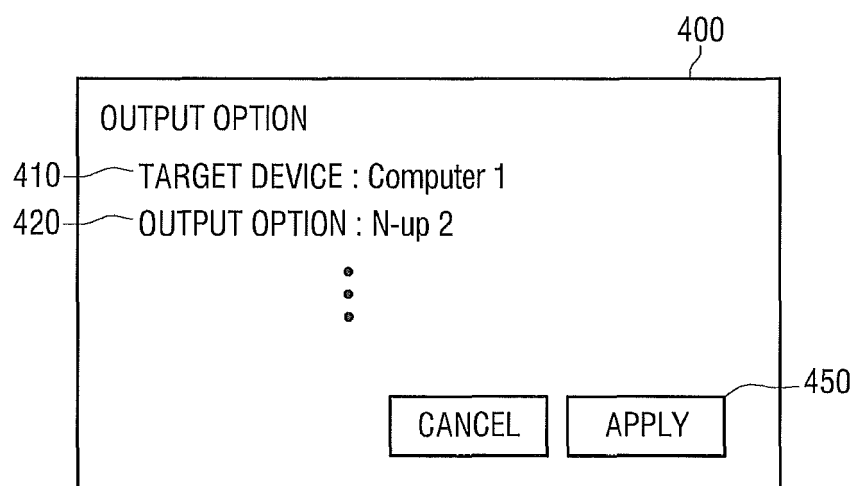 400
OUTPUT OPTION
410 TARGET DEVICE : Computer 1
420 OUTPUT OPTION : N-up 2
450
CANCEL APPLY